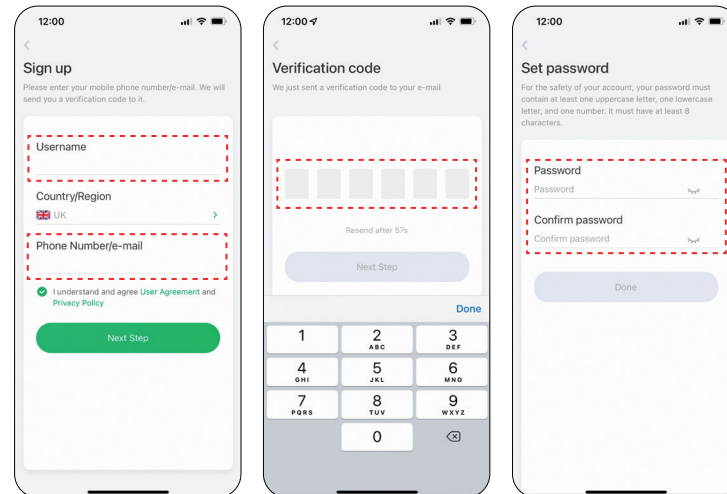 12:00
Sign up
Please enter your mobile phone number/e-mail. We will
send you a verification code to it.
Username
Country/Region
UK
Phone Number/e-mail
I understand and agree User Agreement and
Privacy Policy
Next Step
12:00
Verification code
We just sent a verification code to your e-mail
Resend after 57s
Next Step
Done
1
2
ABC
3
DEF
4
GHI
5
JKL
6
MNO
7
PQRS
8
TUV
9
WXYZ
0
12:00
Set password
For the safety of your account, your password must
contain at least one uppercase letter, one lowercase
letter, and one number. It must have at least 8
characters.
Password
Password
Confirm password
Confirm password
Done